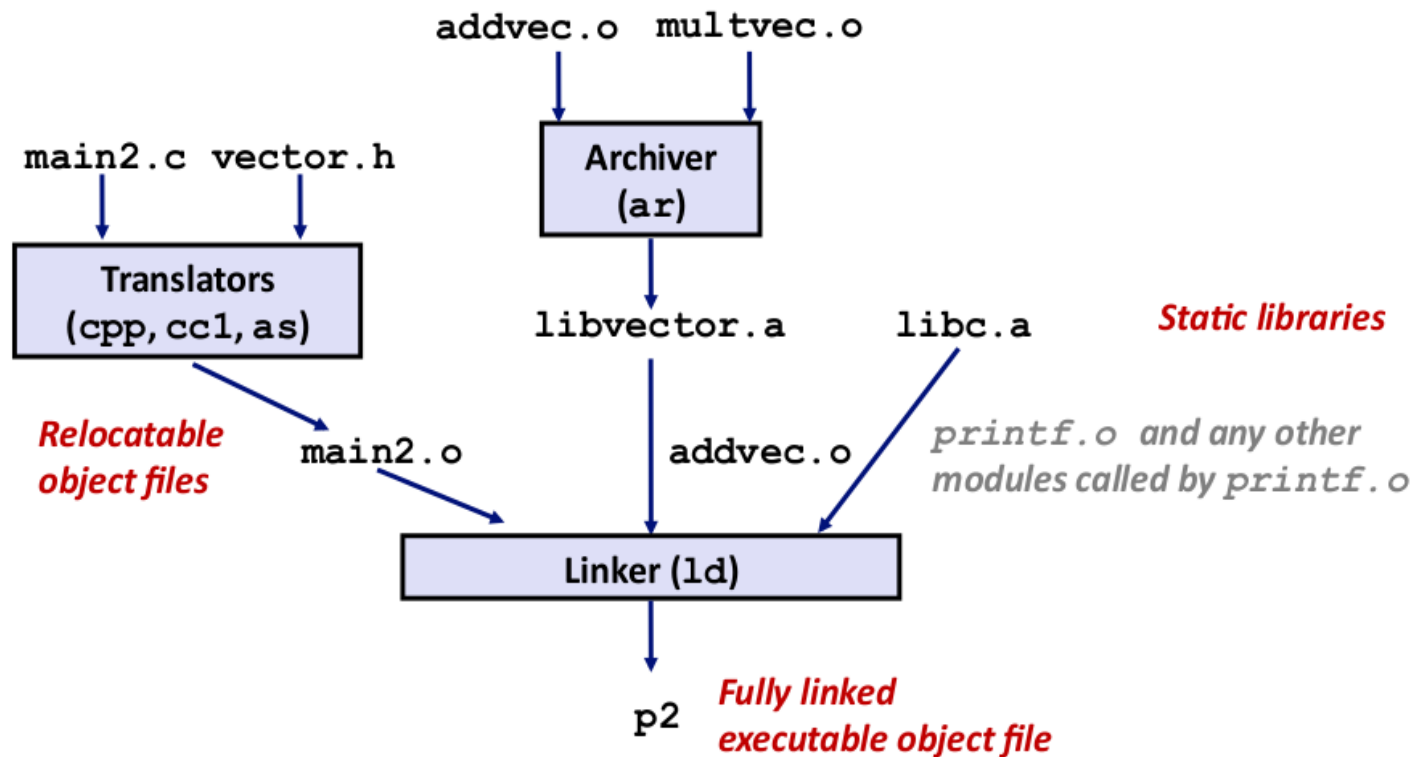 addvec.o multvec.o
main2.c vector.h
Archiver
(ar)
Translators
(cpp, cc1, as)
libvector.a
libc.a
Static libraries
Relocatable
object files
main2.o
addvec.o
printf.o and any other
modules called by printf.o
Linker (ld)
p2
Fully linked
executable object file